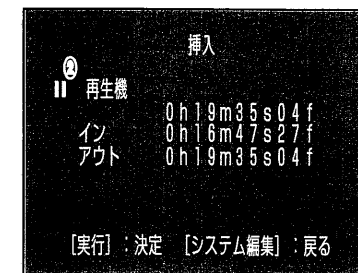 挿入
②
再生機
0h19m35s04f
イン 0h16m47s27f
アウト 0h19m35s04f
[実行]：決定 [システム編集]：戻る